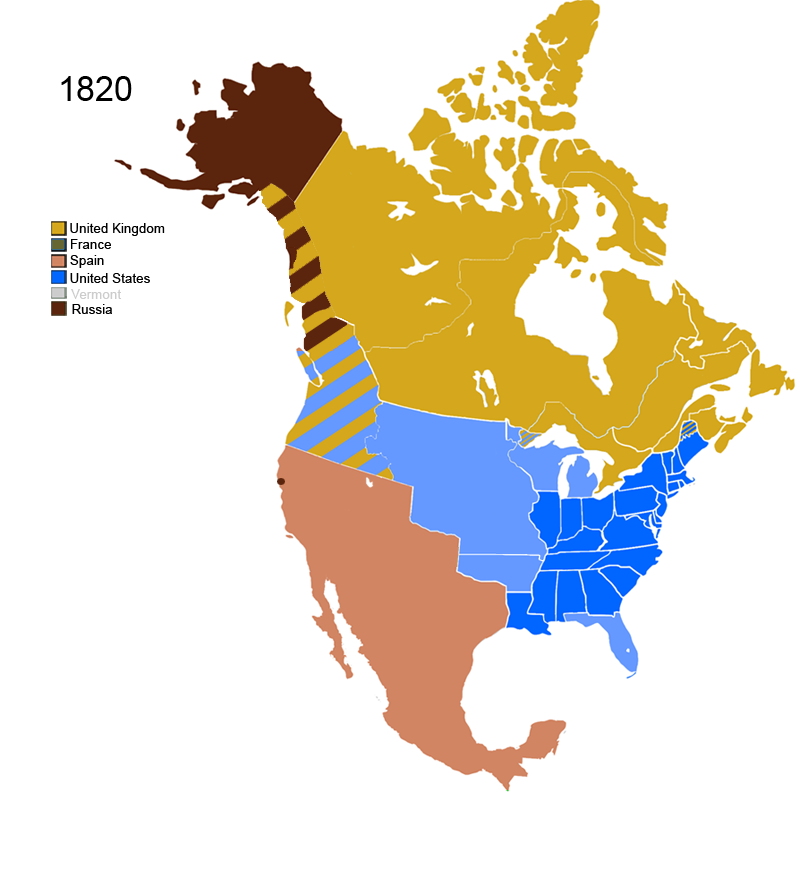 1820
United Kingdom
France
Spain
United States
Vermont
Russia